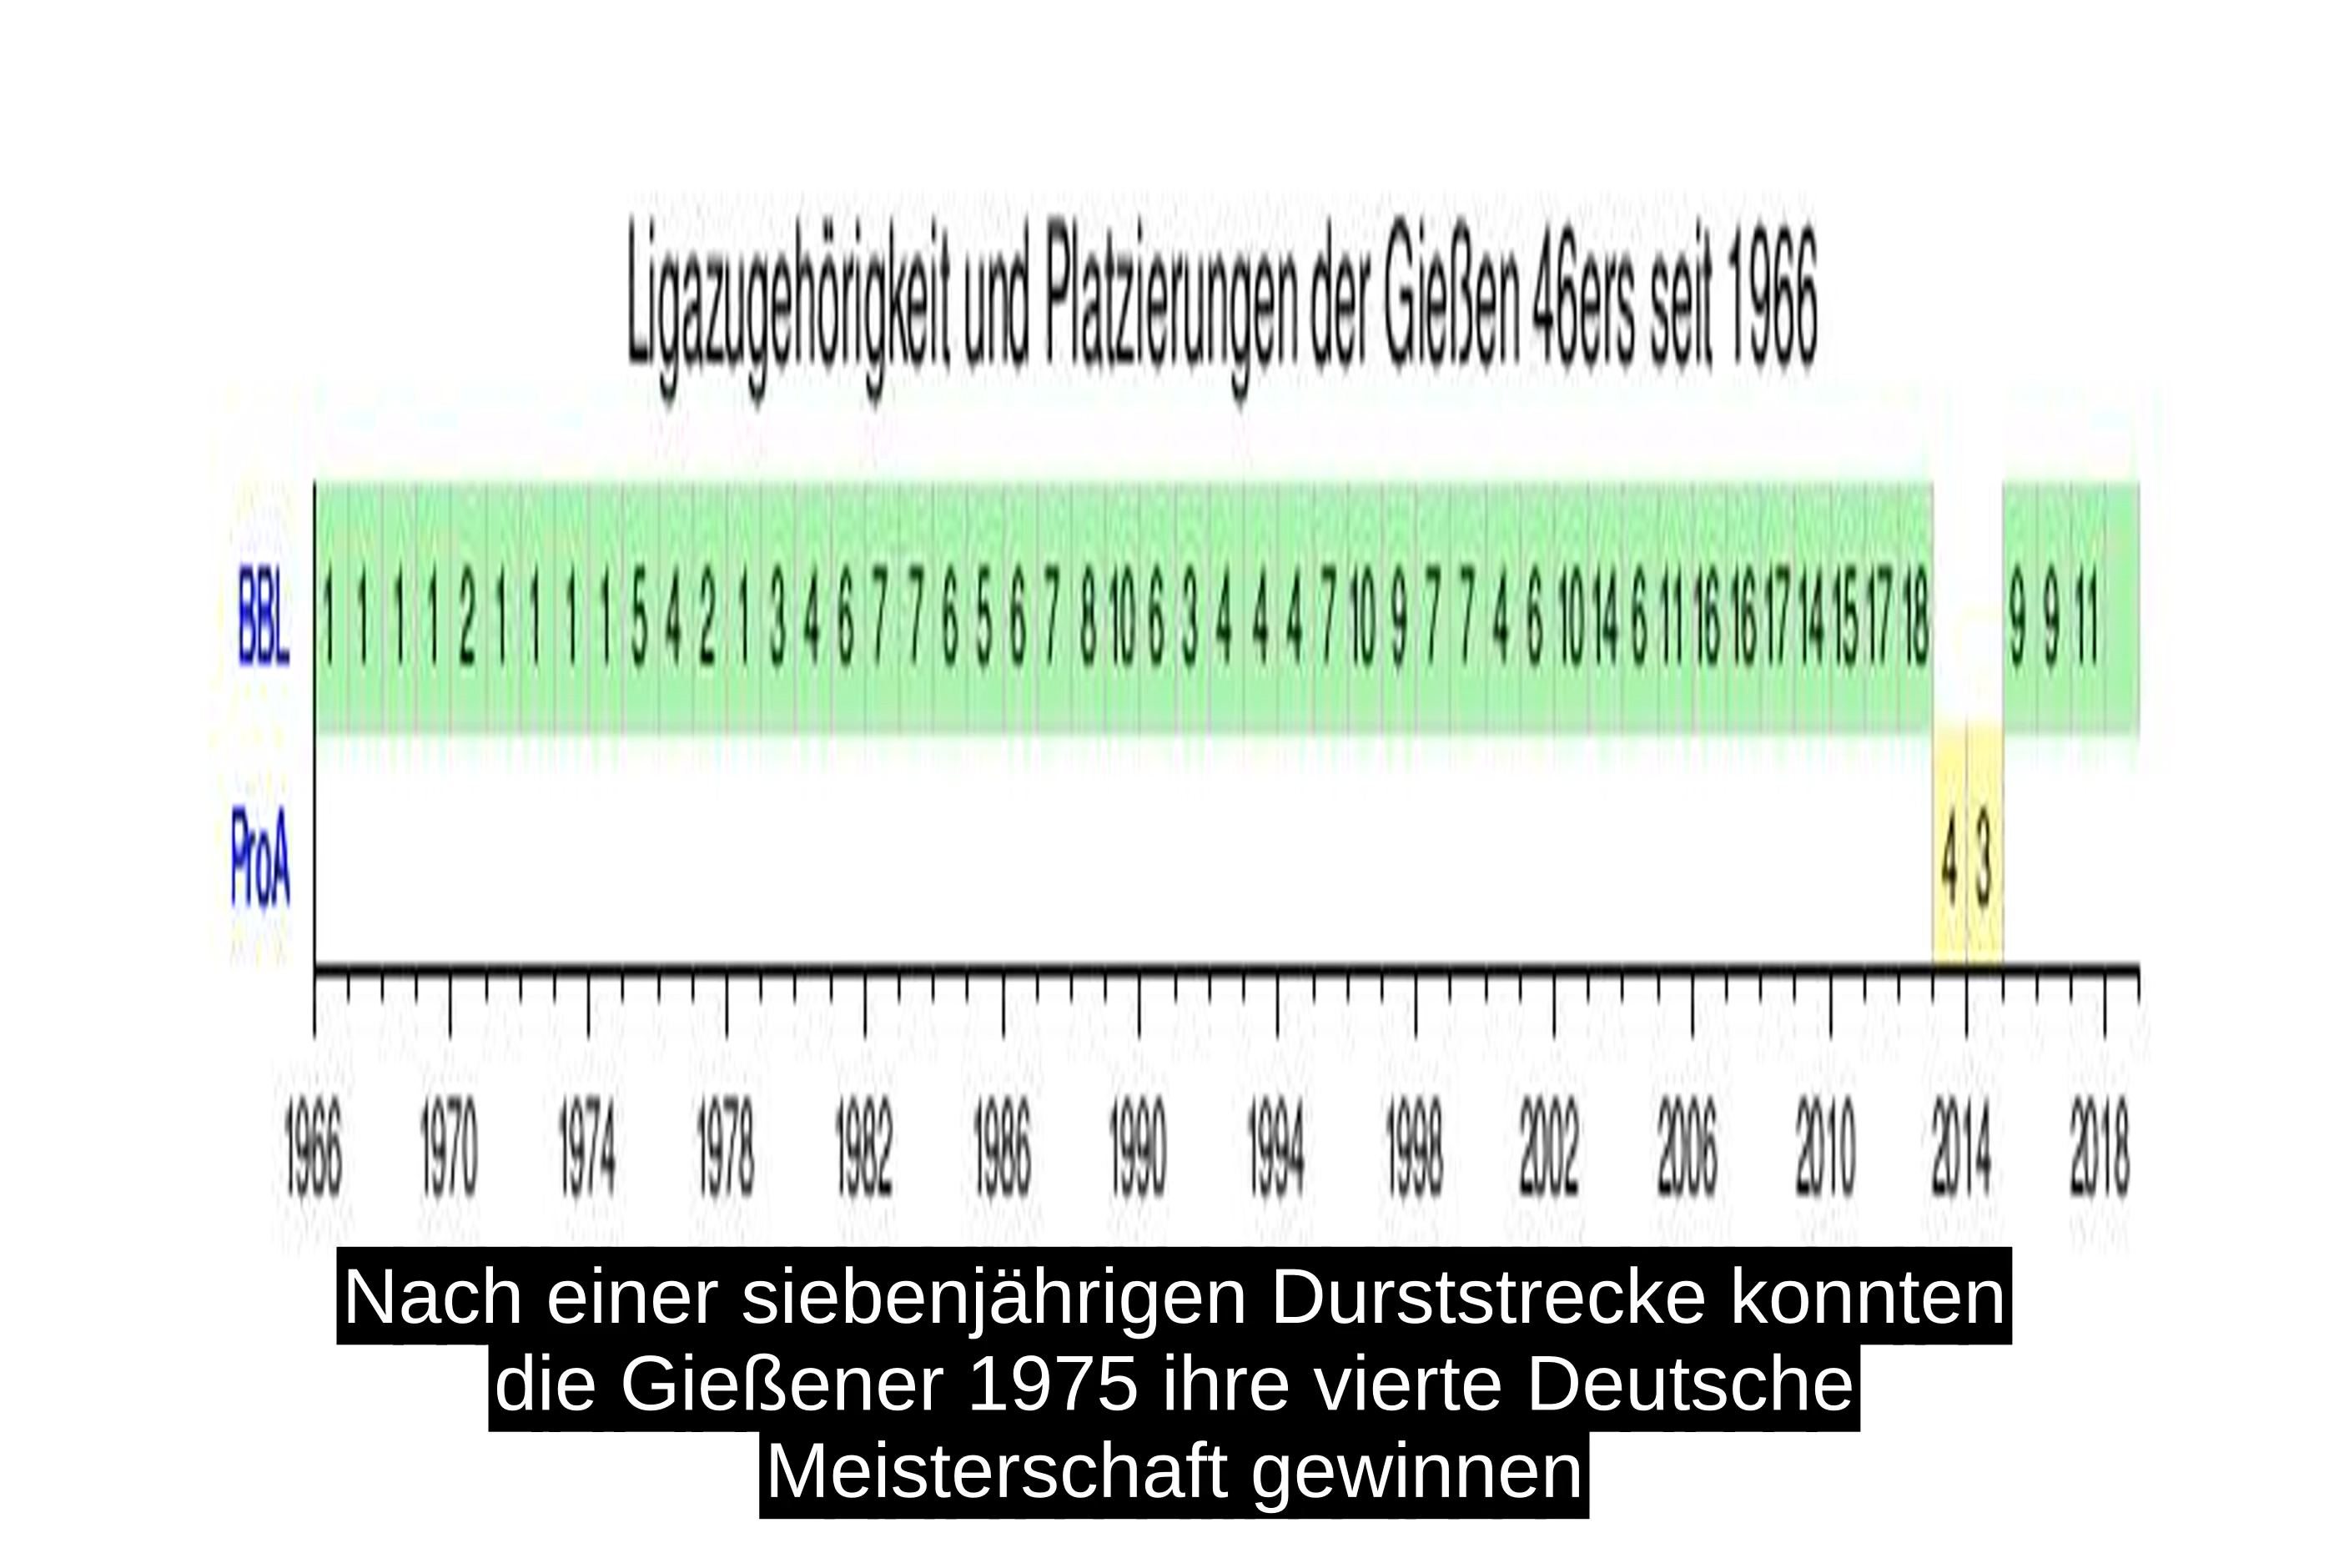 Ligazugehörigkeit und Platzierungen der Gießen 46ers seit 1966
BBL 1 1 1 1 2 1 1 1 1 5 4 2 1 3 4 6 7 7 6 5 6 7 8 10 6 3 4 4 4 7 10 9 7 7 4 6 10 14 6 11 16 16 17 14 15 17 18 9 9 11
ProA 4 3
1966 1970 1974 1978 1982 1986 1990 1994 1998 2002 2006 2010 2014 2018
Nach einer siebenjährigen Durststrecke konnten
die Gießener 1975 ihre vierte Deutsche
Meisterschaft gewinnen